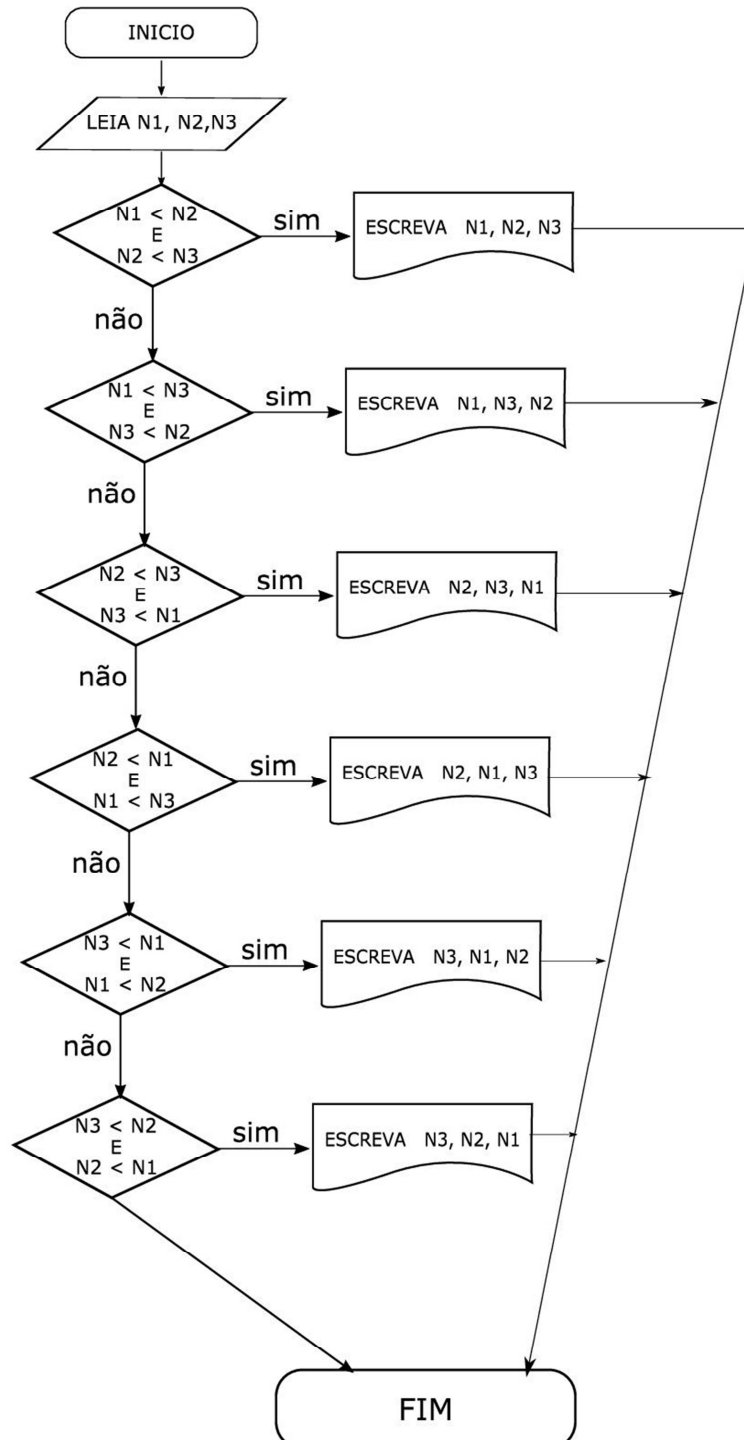 INICIO
LEIA N1, N2,N3
N1 < N2
E
N2 < N3
sim
ESCREVA N1, N2, N3
não
N1 < N3
E
N3 < N2
sim
ESCREVA N1, N3, N2
não
N2 < N3
E
N3 < N1
sim
ESCREVA N2, N3, N1
não
N2 < N1
E
N1 < N3
sim
ESCREVA N2, N1, N3
não
N3 < N1
E
N1 < N2
sim
ESCREVA N3, N1, N2
não
N3 < N2
E
N2 < N1
sim
ESCREVA N3, N2, N1
FIM